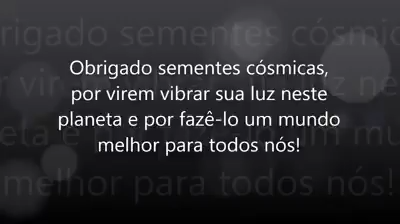 Obrigado sementes cósmicas,
por virem vibrar sua luz neste
planeta e por fazê-lo um mundo
melhor para todos nós!